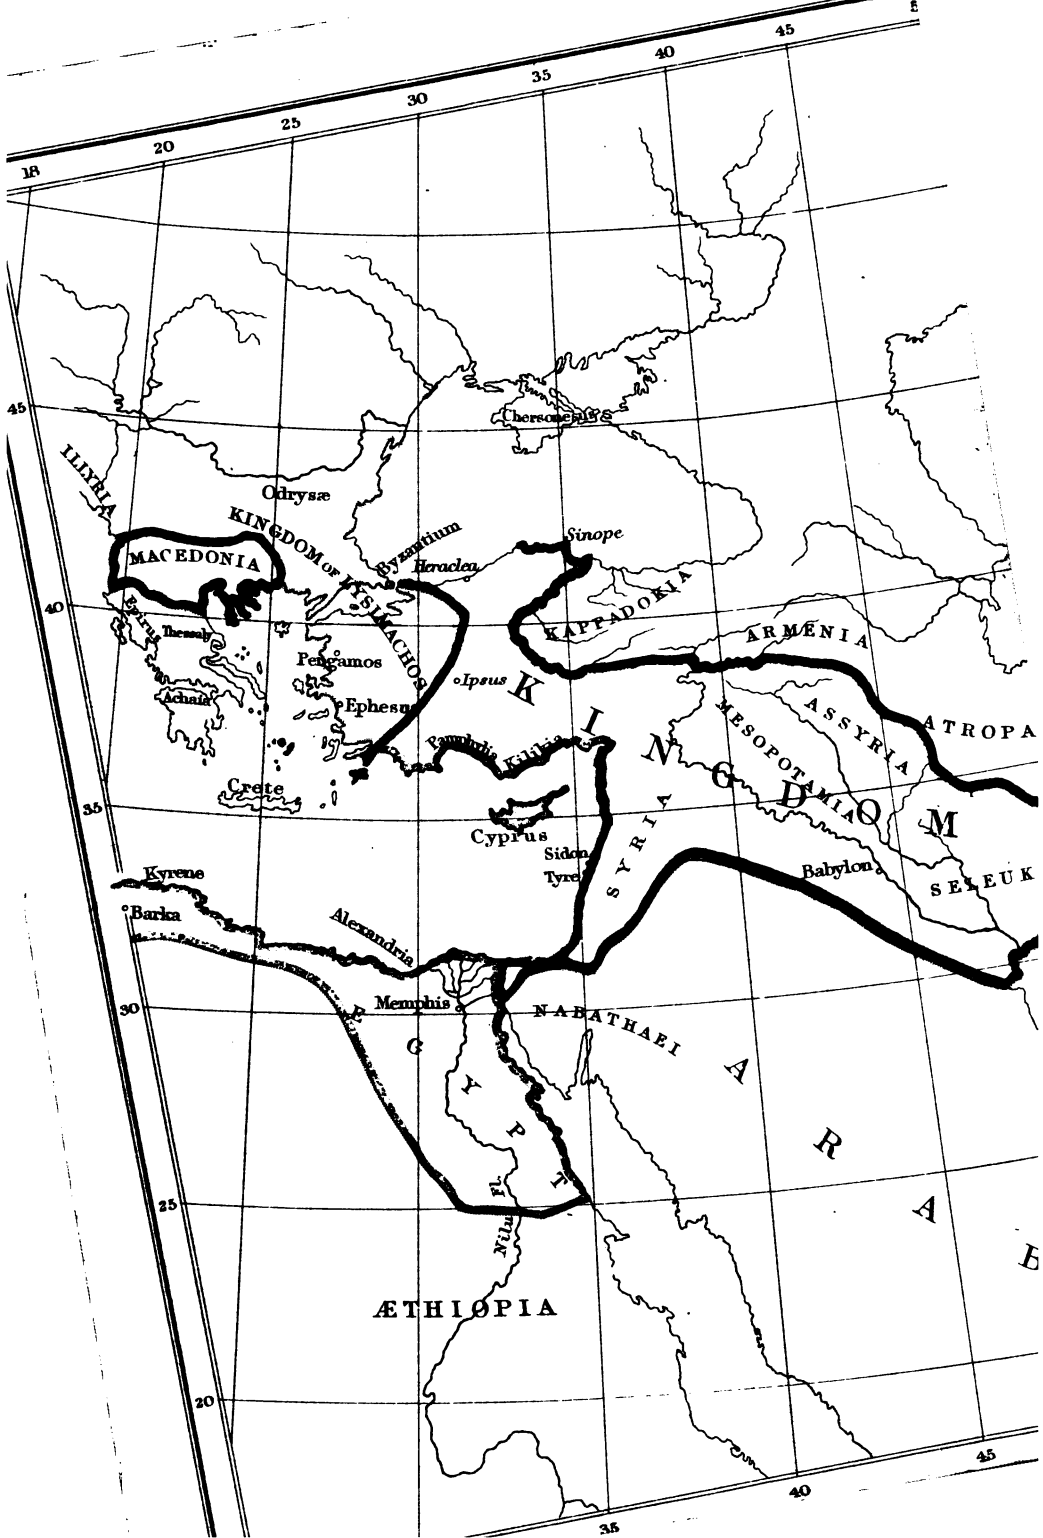 18
20
25
30
35
40
45
45
Chersonesus
ILLYRIA
Odrysæ
KINGDOM OF LYSIMACHOS
Byzantium
Sinope
MACEDONIA
Heraclea
40
Epirus
Thessaly
KAPPADOKIA
ARMENIA
Pergamos
Ipsus
Achaia
Ephesus
MESOPOTAMIA
ASSYRIA
ATROPA
KINGDOM
Pamphylia
Kilikia
Crete
35
Cyprus
SYRIA
Sidon
Tyre
Babylon
SELEUK
Kyrene
Barka
Alexandria
30
Memphis
NABATHAEI
EGYPT
ARAB
25
Nilus Fl.
ÆTHIOPIA
20
35
40
45